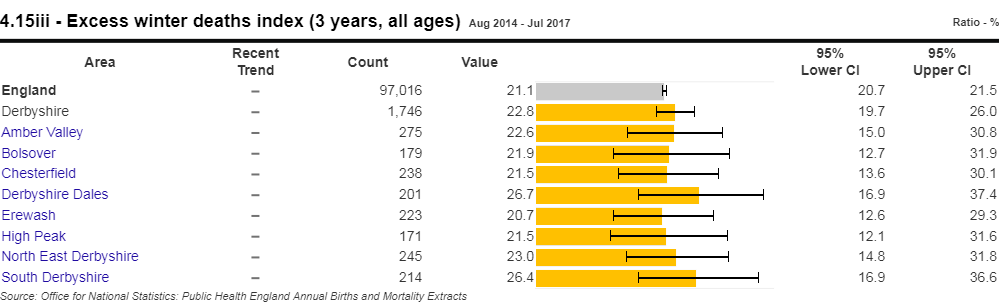 4.15iii - Excess winter deaths index (3 years, all ages) Aug 2014 - Jul 2017 Ratio - %
Area Recent Trend Count Value 95% Lower CI 95% Upper CI
England – 97,016 21.1 20.7 21.5
Derbyshire – 1,746 22.8 19.7 26.0
Amber Valley – 275 22.6 15.0 30.8
Bolsover – 179 21.9 12.7 31.9
Chesterfield – 238 21.5 13.6 30.1
Derbyshire Dales – 201 26.7 16.9 37.4
Erewash – 223 20.7 12.6 29.3
High Peak – 171 21.5 12.1 31.6
North East Derbyshire – 245 23.0 14.8 31.8
South Derbyshire – 214 26.4 16.9 36.6
Source: Office for National Statistics: Public Health England Annual Births and Mortality Extracts